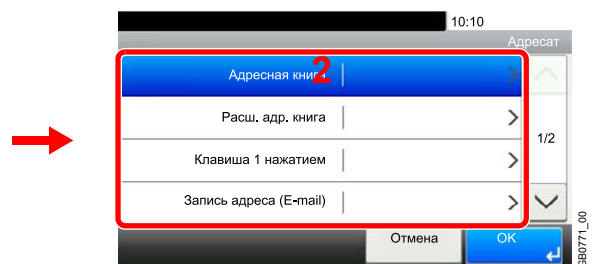 10:10
Адресат
Адресная книга
2
Расш. адр. книга
1/2
Клавиша 1 нажатием
Запись адреса (E-mail)
Отмена
OK
GB0771_00